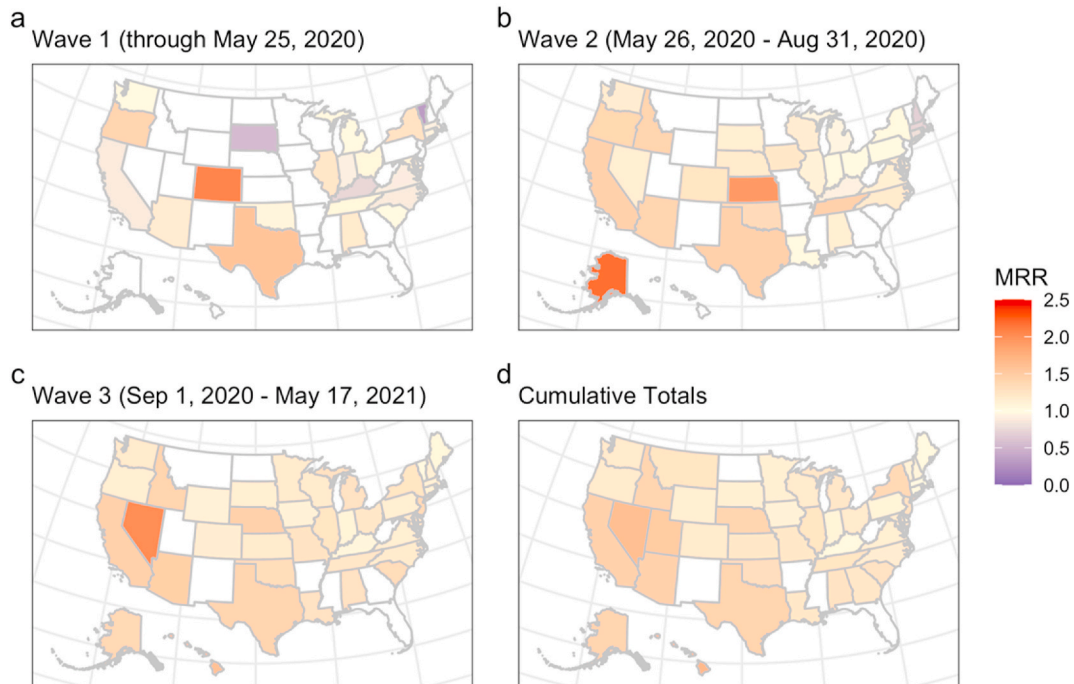 a
Wave 1 (through May 25, 2020)
b
Wave 2 (May 26, 2020 - Aug 31, 2020)
MRR
2.5
2.0
1.5
1.0
0.5
0.0
c
Wave 3 (Sep 1, 2020 - May 17, 2021)
d
Cumulative Totals